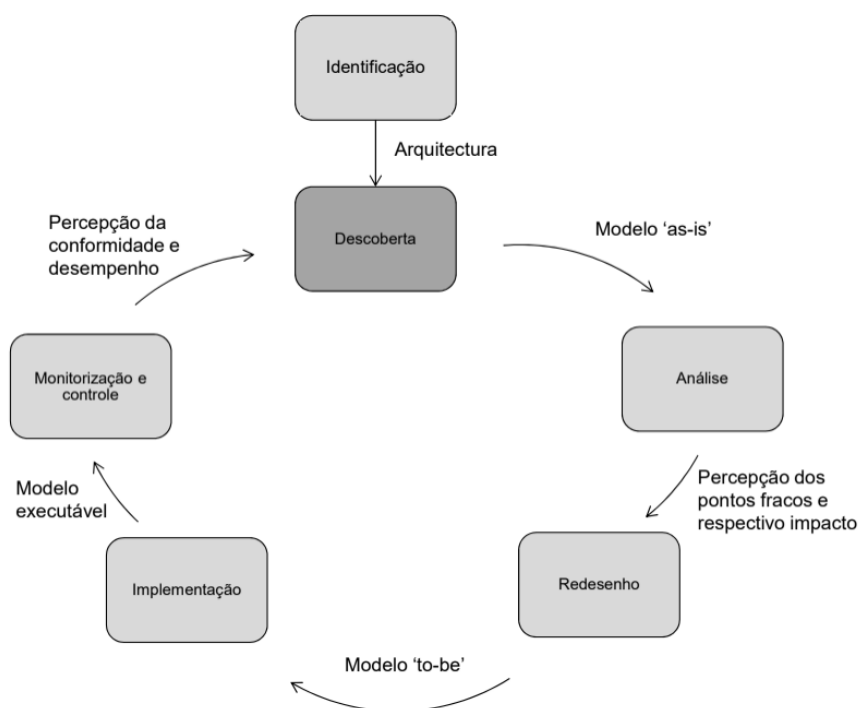 Identificação
Arquitectura
Descoberta
Modelo ‘as-is’
Análise
Percepção dos
pontos fracos e
respectivo impacto
Redesenho
Modelo ‘to-be’
Implementação
Modelo
executável
Monitorização e
controle
Percepção da
conformidade e
desempenho